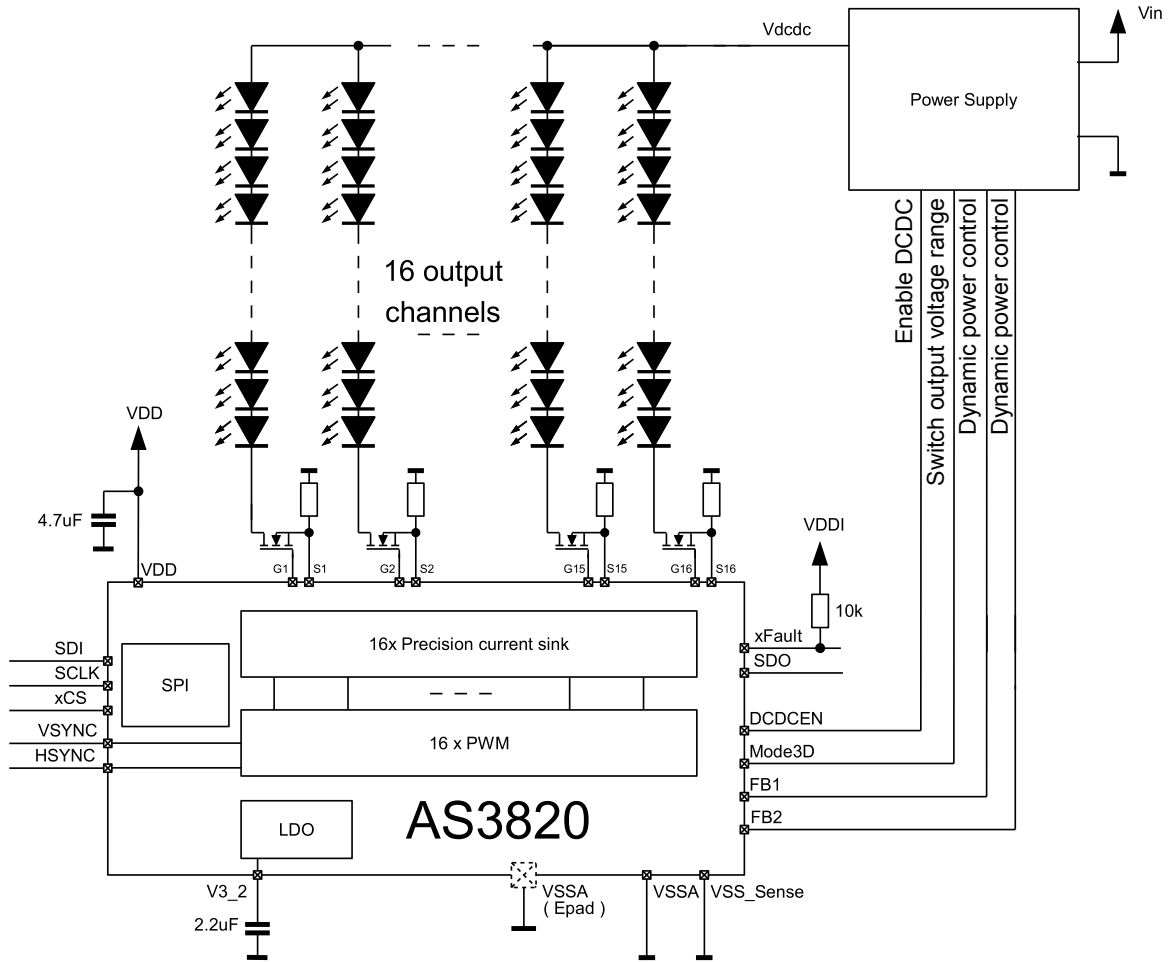 Vin
Vdcdc
Power Supply
Enable DCDC
Switch output voltage range
Dynamic power control
Dynamic power control
16 output
channels
VDD
4.7uF
VDD
G1
S1
G2
S2
G15
S15
G16
S16
VDDI
10k
xFault
SDO
SDI
SCLK
xCS
VSYNC
HSYNC
SPI
16x Precision current sink
16 x PWM
DCDCEN
Mode3D
FB1
FB2
LDO
AS3820
V3_2
2.2uF
VSSA
( Epad )
VSSA
VSS_Sense